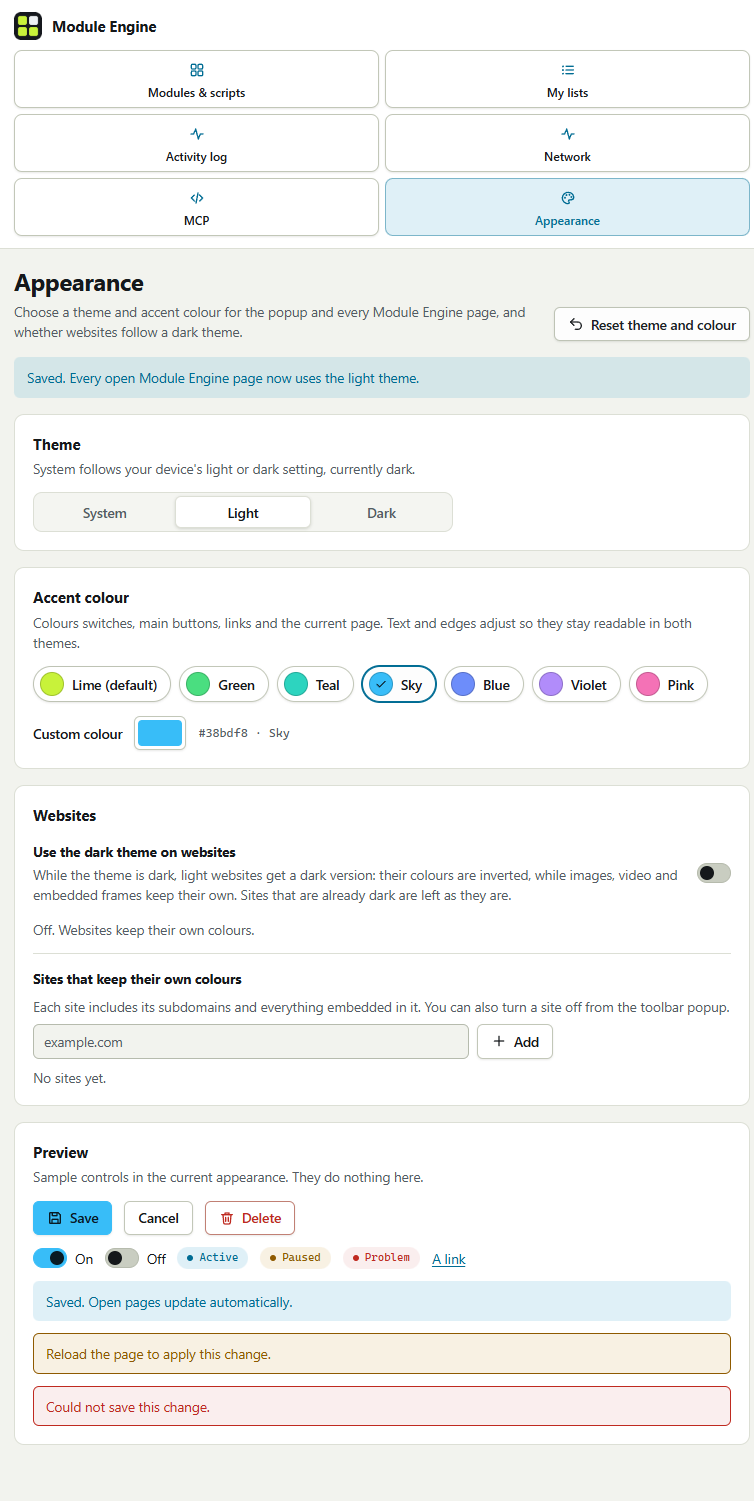 Module Engine
Modules & scripts
My lists
Activity log
Network
MCP
Appearance
Appearance
Choose a theme and accent colour for the popup and every Module Engine page, and
whether websites follow a dark theme.
Reset theme and colour
Saved. Every open Module Engine page now uses the light theme.
Theme
System follows your device's light or dark setting, currently dark.
System
Light
Dark
Accent colour
Colours switches, main buttons, links and the current page. Text and edges adjust so they stay readable in both
themes.
Lime (default)
Green
Teal
Sky
Blue
Violet
Pink
Custom colour
#38bdf8 · Sky
Websites
Use the dark theme on websites
While the theme is dark, light websites get a dark version: their colours are inverted, while images, video and
embedded frames keep their own. Sites that are already dark are left as they are.
Off. Websites keep their own colours.
Sites that keep their own colours
Each site includes its subdomains and everything embedded in it. You can also turn a site off from the toolbar popup.
example.com
Add
No sites yet.
Preview
Sample controls in the current appearance. They do nothing here.
Save
Cancel
Delete
On
Off
Active
Paused
Problem
A link
Saved. Open pages update automatically.
Reload the page to apply this change.
Could not save this change.